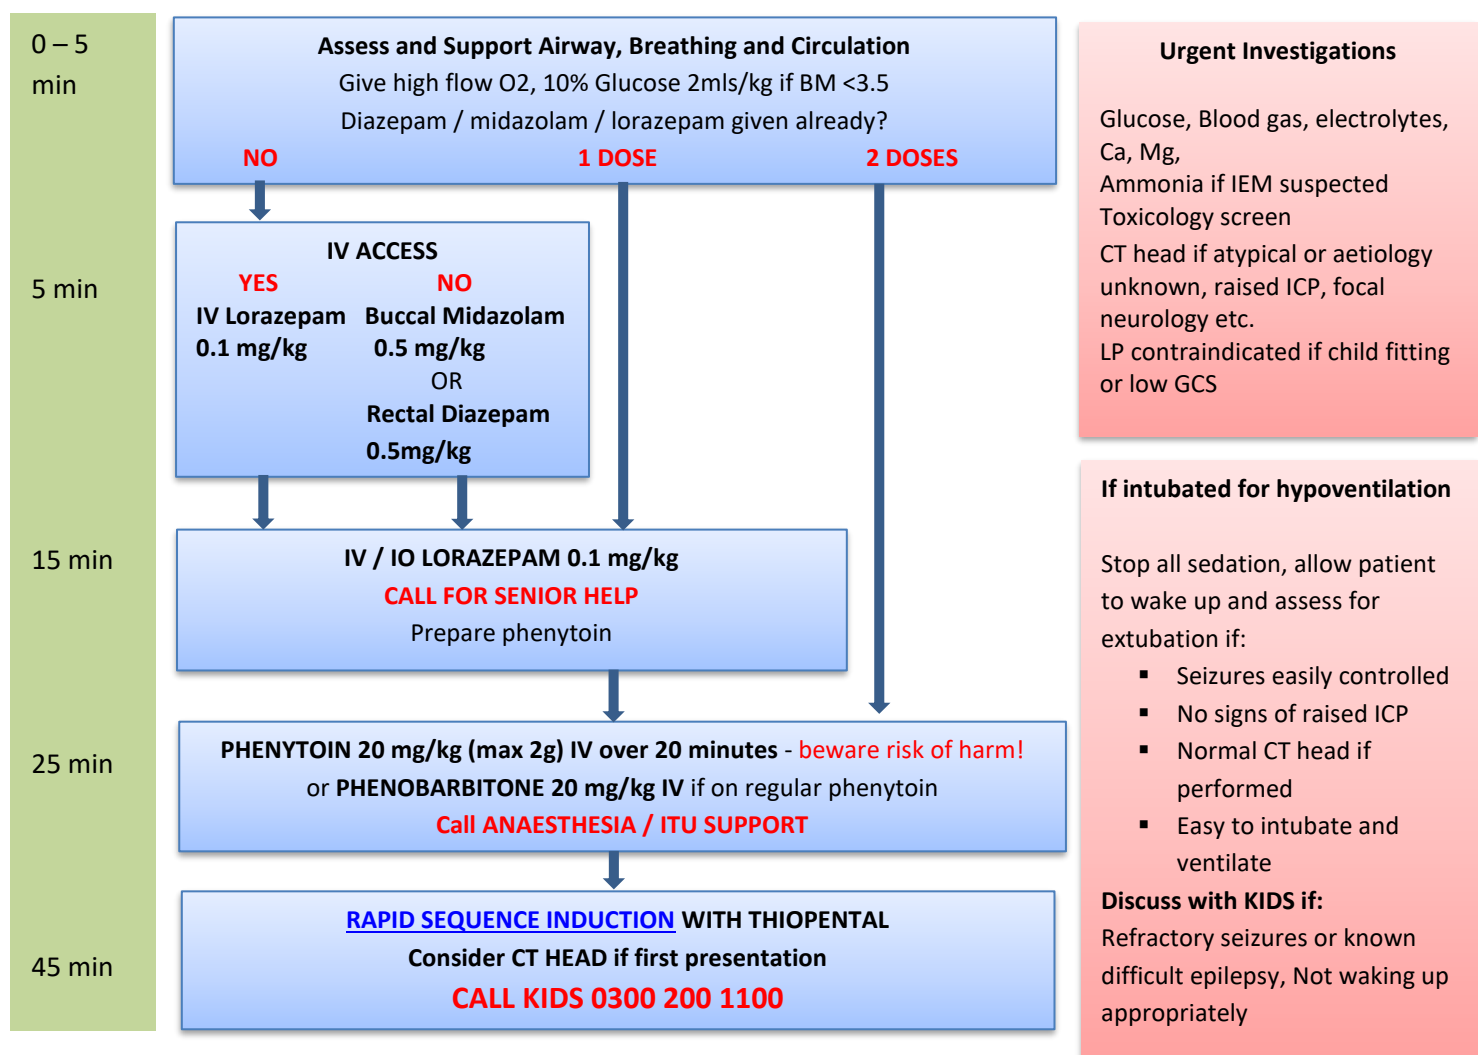 0 – 5
min
Assess and Support Airway, Breathing and Circulation
Give high flow O2, 10% Glucose 2mls/kg if BM <3.5
Diazepam / midazolam / lorazepam given already?
NO 1 DOSE 2 DOSES
5 min
IV ACCESS
YES NO
IV Lorazepam Buccal Midazolam
0.1 mg/kg 0.5 mg/kg
OR
Rectal Diazepam
0.5mg/kg
15 min
IV / IO LORAZEPAM 0.1 mg/kg
CALL FOR SENIOR HELP
Prepare phenytoin
25 min
PHENYTOIN 20 mg/kg (max 2g) IV over 20 minutes - beware risk of harm!
or PHENOBARBITONE 20 mg/kg IV if on regular phenytoin
Call ANAESTHESIA / ITU SUPPORT
45 min
RAPID SEQUENCE INDUCTION WITH THIOPENTAL
Consider CT HEAD if first presentation
CALL KIDS 0300 200 1100
Urgent Investigations
Glucose, Blood gas, electrolytes,
Ca, Mg,
Ammonia if IEM suspected
Toxicology screen
CT head if atypical or aetiology
unknown, raised ICP, focal
neurology etc.
LP contraindicated if child fitting
or low GCS
If intubated for hypoventilation
Stop all sedation, allow patient
to wake up and assess for
extubation if:
▪ Seizures easily controlled
▪ No signs of raised ICP
▪ Normal CT head if
performed
▪ Easy to intubate and
ventilate
Discuss with KIDS if:
Refractory seizures or known
difficult epilepsy, Not waking up
appropriately